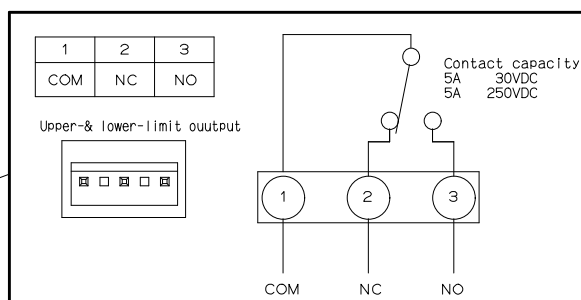 1 2 3
COM NC NO
Upper-& lower-limit ouutput
Contact capacity
5A 30VDC
5A 250VDC
1 2 3
COM NC NO